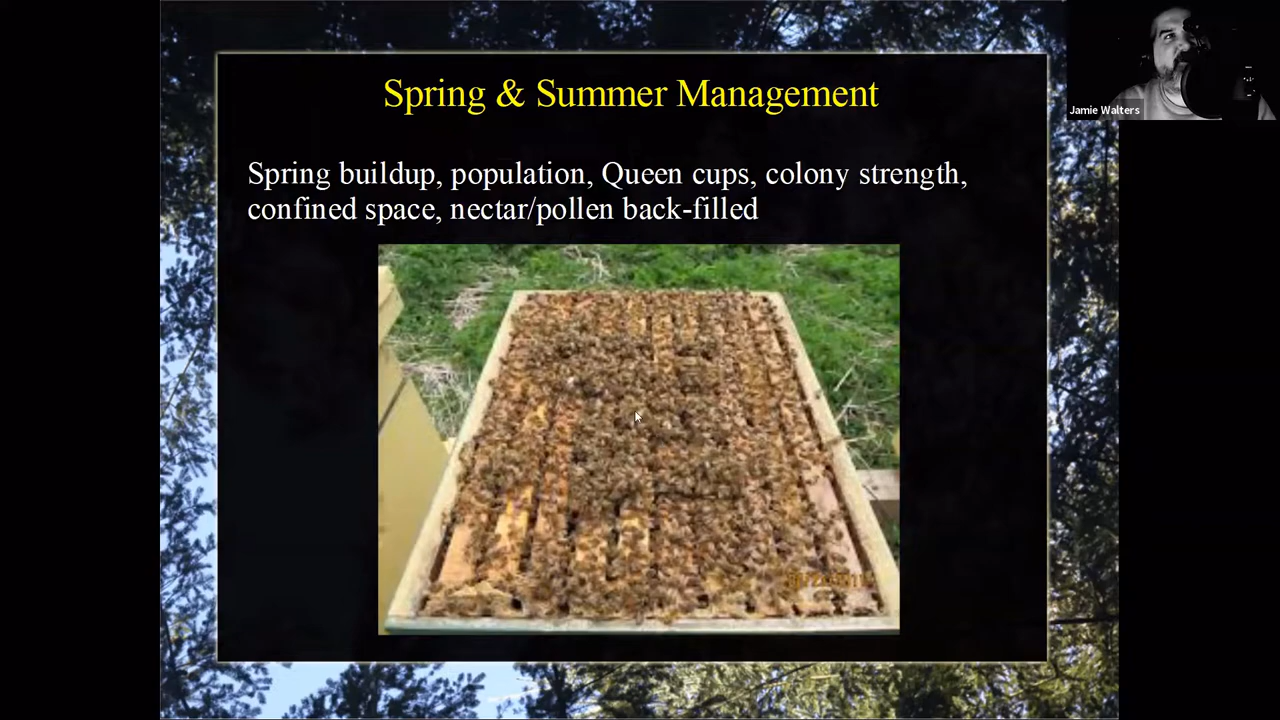 Spring & Summer Management
Jamie Walters
Spring buildup, population, Queen cups, colony strength,
confined space, nectar/pollen back-filled